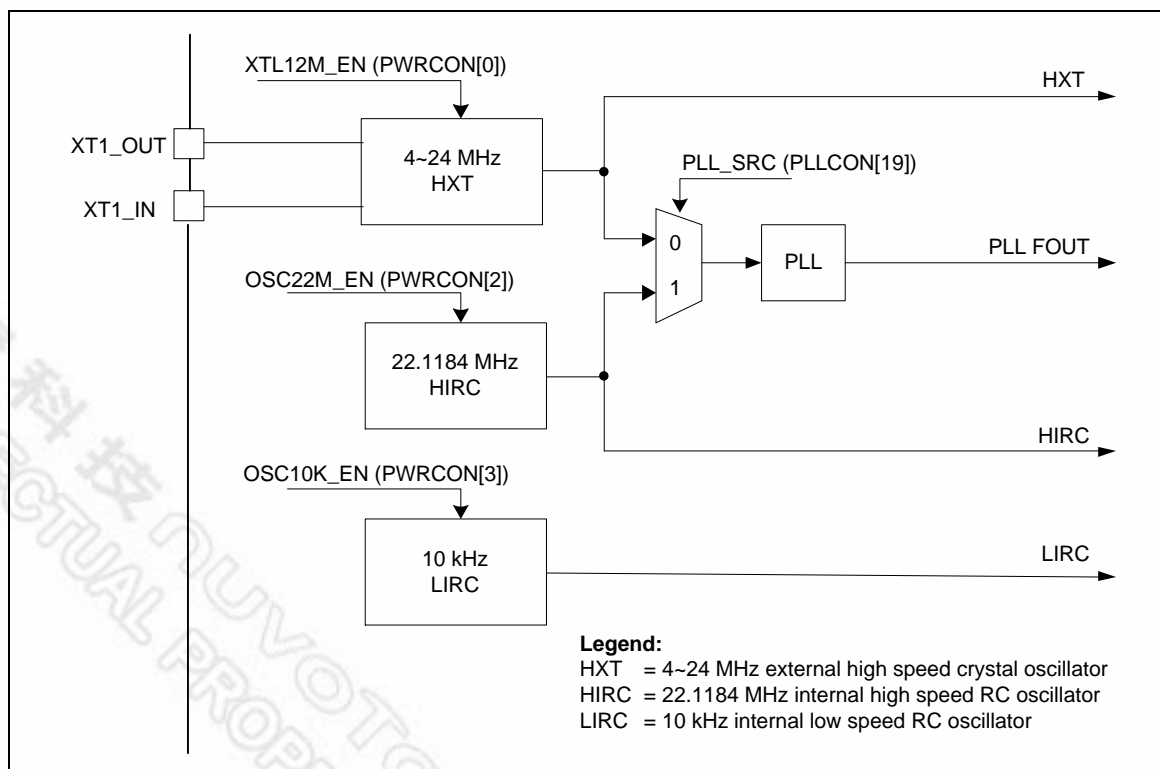 XTL12M_EN (PWRCON[0])
HXT
XT1_OUT
4~24 MHz
HXT
PLL_SRC (PLLCON[19])
XT1_IN
0
PLL
PLL FOUT
1
OSC22M_EN (PWRCON[2])
22.1184 MHz
HIRC
HIRC
OSC10K_EN (PWRCON[3])
10 kHz
LIRC
LIRC
Legend:
HXT = 4~24 MHz external high speed crystal oscillator
HIRC = 22.1184 MHz internal high speed RC oscillator
LIRC = 10 kHz internal low speed RC oscillator
科技 nuvoTo